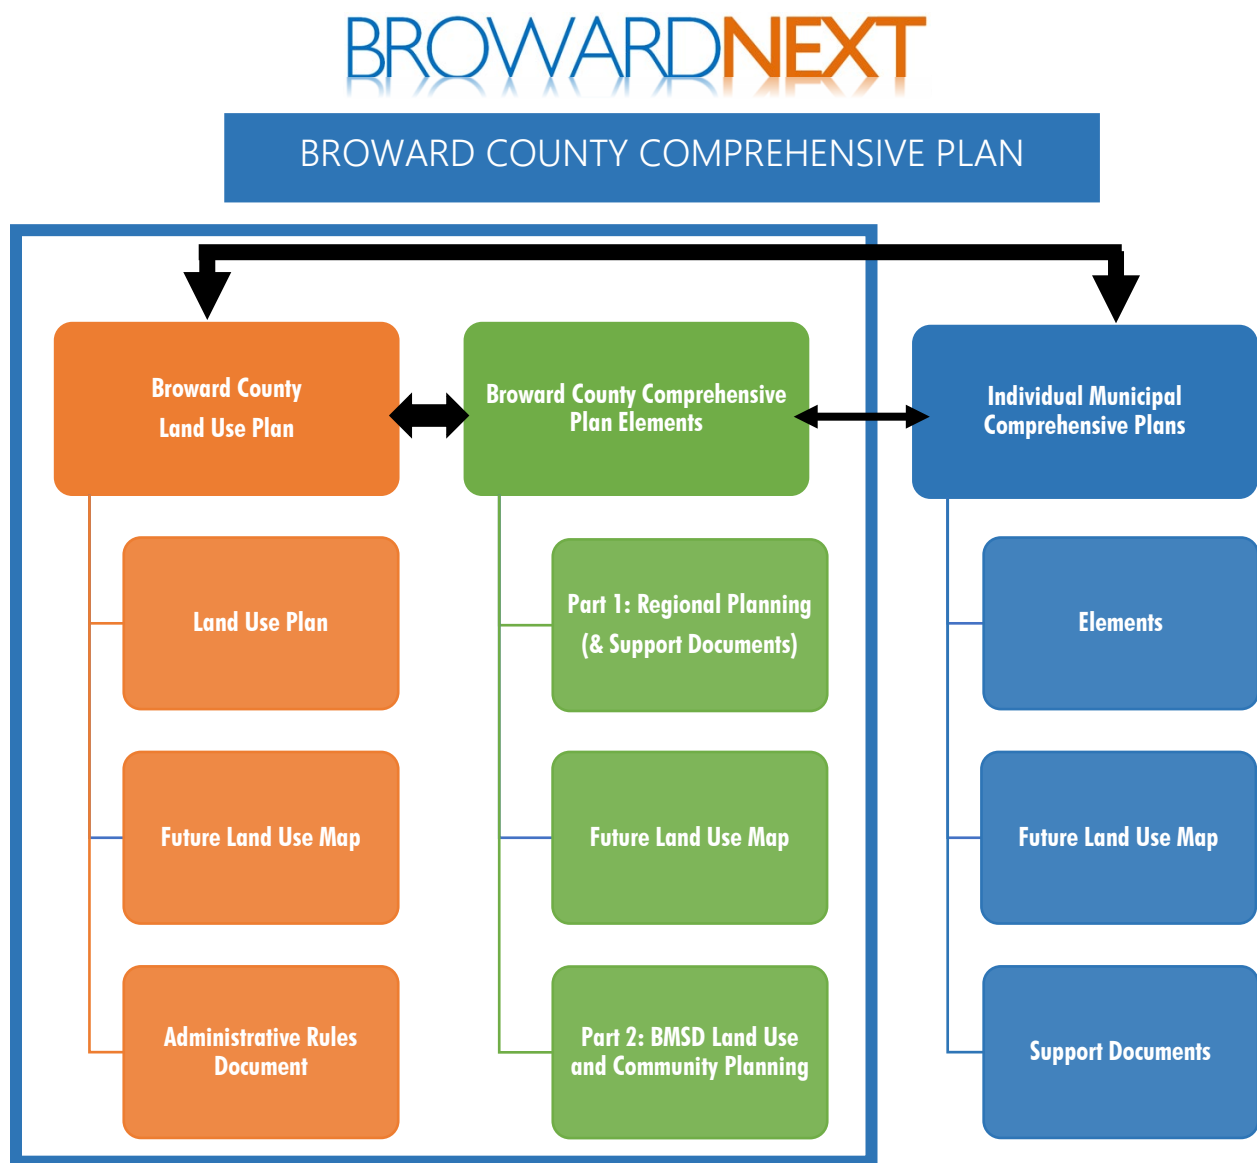 BROWARDNEXT
BROWARD COUNTY COMPREHENSIVE PLAN
Broward County
Land Use Plan
Broward County Comprehensive
Plan Elements
Individual Municipal
Comprehensive Plans
Land Use Plan
Part 1: Regional Planning
(& Support Documents)
Elements
Future Land Use Map
Future Land Use Map
Future Land Use Map
Administrative Rules
Document
Part 2: BMSD Land Use
and Community Planning
Support Documents